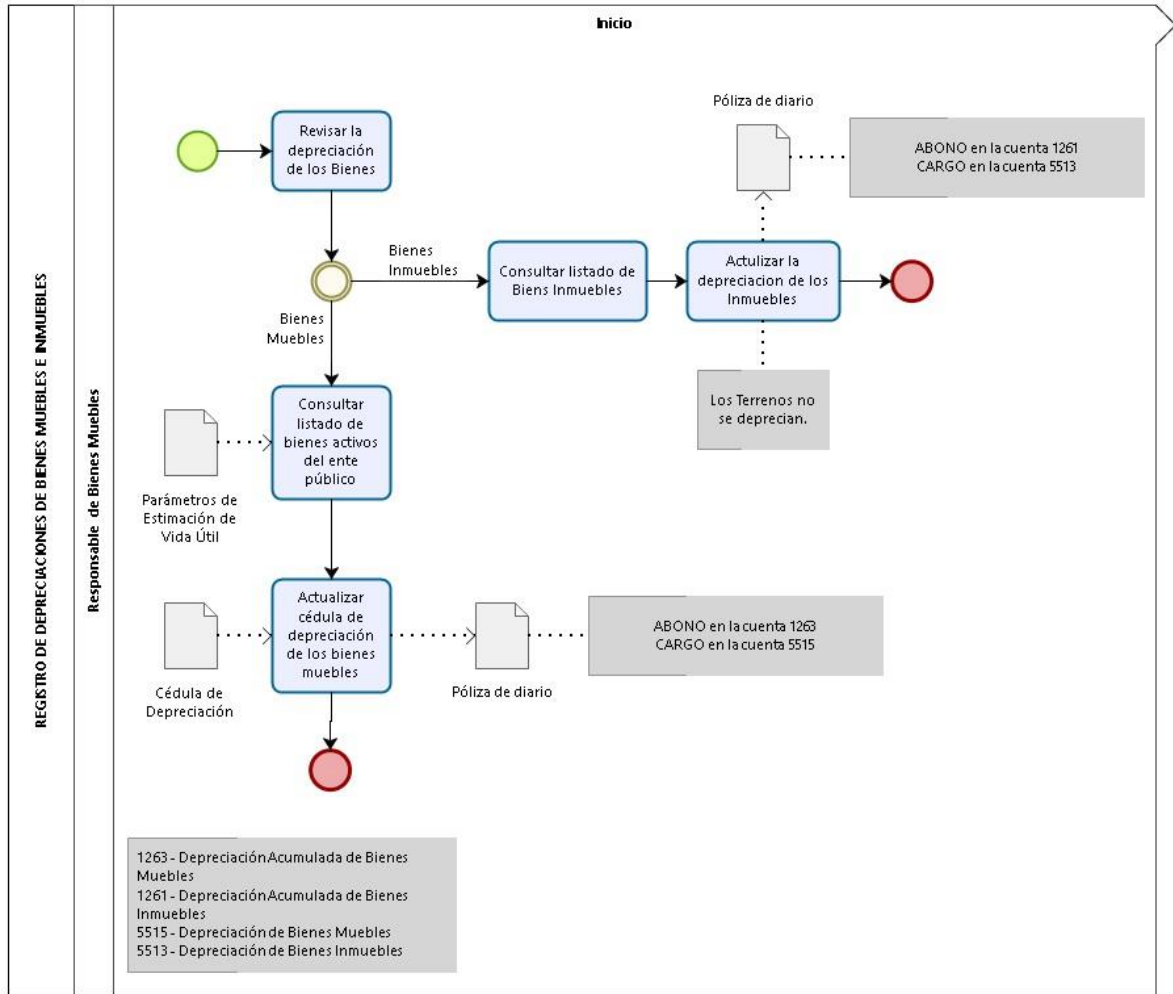 REGISTRO DE DEPRECIACIONES DE BIENES MUEBLES E INMUEBLES
Responsable de Bienes Muebles
Inicio
Revisar la
depreciación
de los Bienes
Póliza de diario
ABONO en la cuenta 1261
CARGO en la cuenta 5513
Bienes
Inmuebles
Consultar listado de
Biens Inmuebles
Actulizar la
depreciacion de los
Inmuebles
Bienes
Muebles
Los Terrenos no
se deprecian.
Consultar
listado de
bienes activos
del ente
público
Parámetros de
Estimación de
Vida Útil
Actualizar
cédula de
depreciación
de los bienes
muebles
ABONO en la cuenta 1263
CARGO en la cuenta 5515
Cédula de
Depreciación
Póliza de diario
1263 - Depreciación Acumulada de Bienes
Muebles
1261 - Depreciación Acumulada de Bienes
Inmuebles
5515 - Depreciación de Bienes Muebles
5513 - Depreciación de Bienes Inmuebles